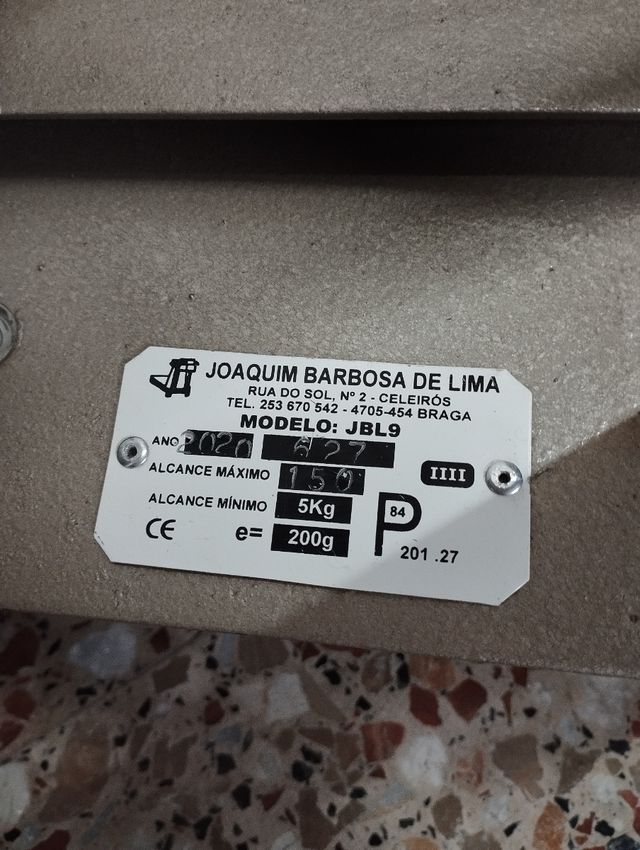 JOAQUIM BARBOSA DE LIMA
RUA DO SOL, Nº 2 - CELEIRÓS
TEL. 253 670 542 - 4705-454 BRAGA
MODELO: JBL9
ANO 2020 627
ALCANCE MÁXIMO 150
IIII
ALCANCE MÍNIMO 5Kg
CE e= 200g
P 84
201 .27